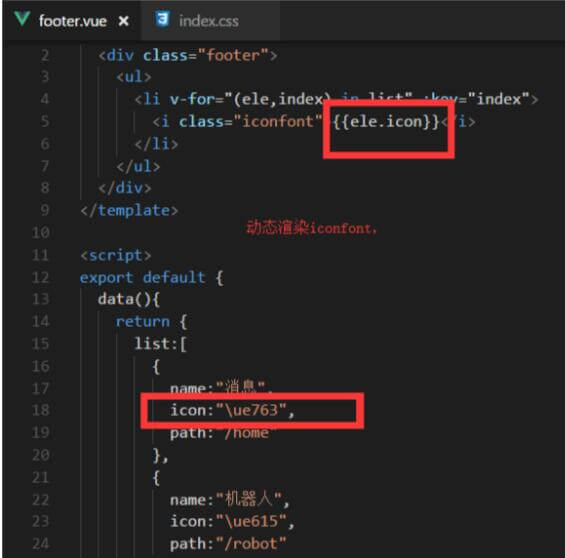 footer.vue × index.css
2 <div class="footer">
3 <ul>
4 <li v-for="(ele,index) in list" :key="index">
5 <i class="iconfont" {{ele.icon}}</i>
6 </li>
7 </ul>
8 </div>
9 </template>
10 动态渲染iconfont,
11 <script>
12 export default {
13 data(){
14 return {
15 list:[
16 {
17 name:"消息",
18 icon:"\ue763",
19 path:"/home"
20 },
21 {
22 name:"机器人",
23 icon:"\ue615",
24 path:"/robot"